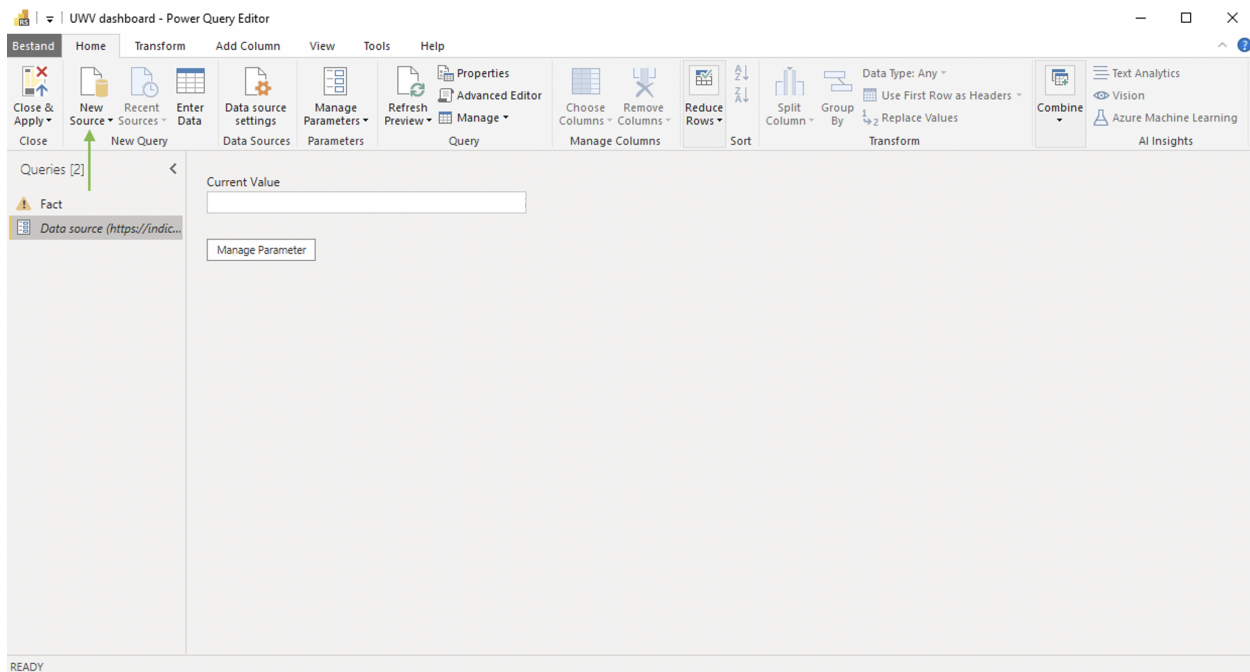 UWV dashboard - Power Query Editor
Bestand Home Transform Add Column View Tools Help
Close & Apply
New Source
Recent Sources
Enter Data
Data source settings
Manage Parameters
Refresh Preview
Properties
Advanced Editor
Manage
Choose Columns
Remove Columns
Reduce Rows
Split Column
Group By
Data Type: Any
Use First Row as Headers
Replace Values
Combine
Text Analytics
Vision
Azure Machine Learning
Close New Query Data Sources Parameters Query Manage Columns Sort Transform AI Insights
Queries [2]
Fact
Data source (https://indic...
Current Value
Manage Parameter
READY